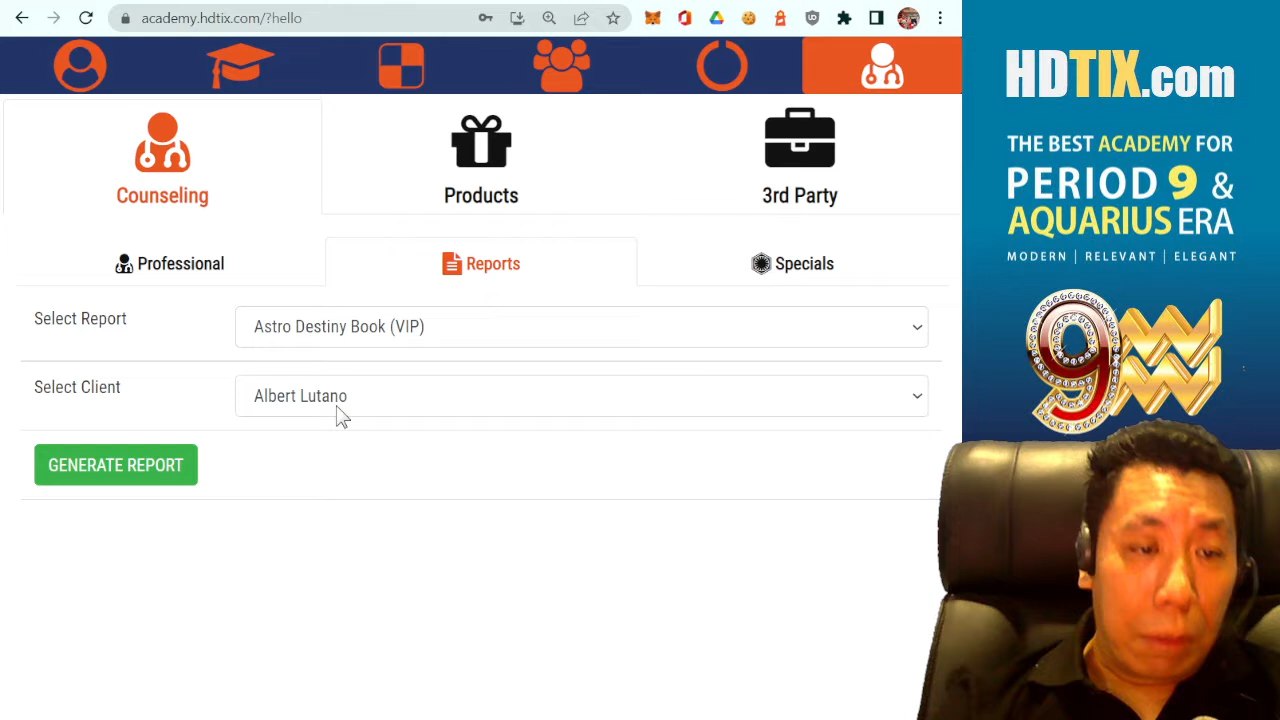 academy.hdtix.com/?hello
Counseling
Products
3rd Party
Professional
Reports
Specials
Select Report
Astro Destiny Book (VIP)
Select Client
Albert Lutano
GENERATE REPORT
HDTIX.com
THE BEST ACADEMY FOR
PERIOD 9 &
AQUARIUS ERA
MODERN | RELEVANT | ELEGANT
9